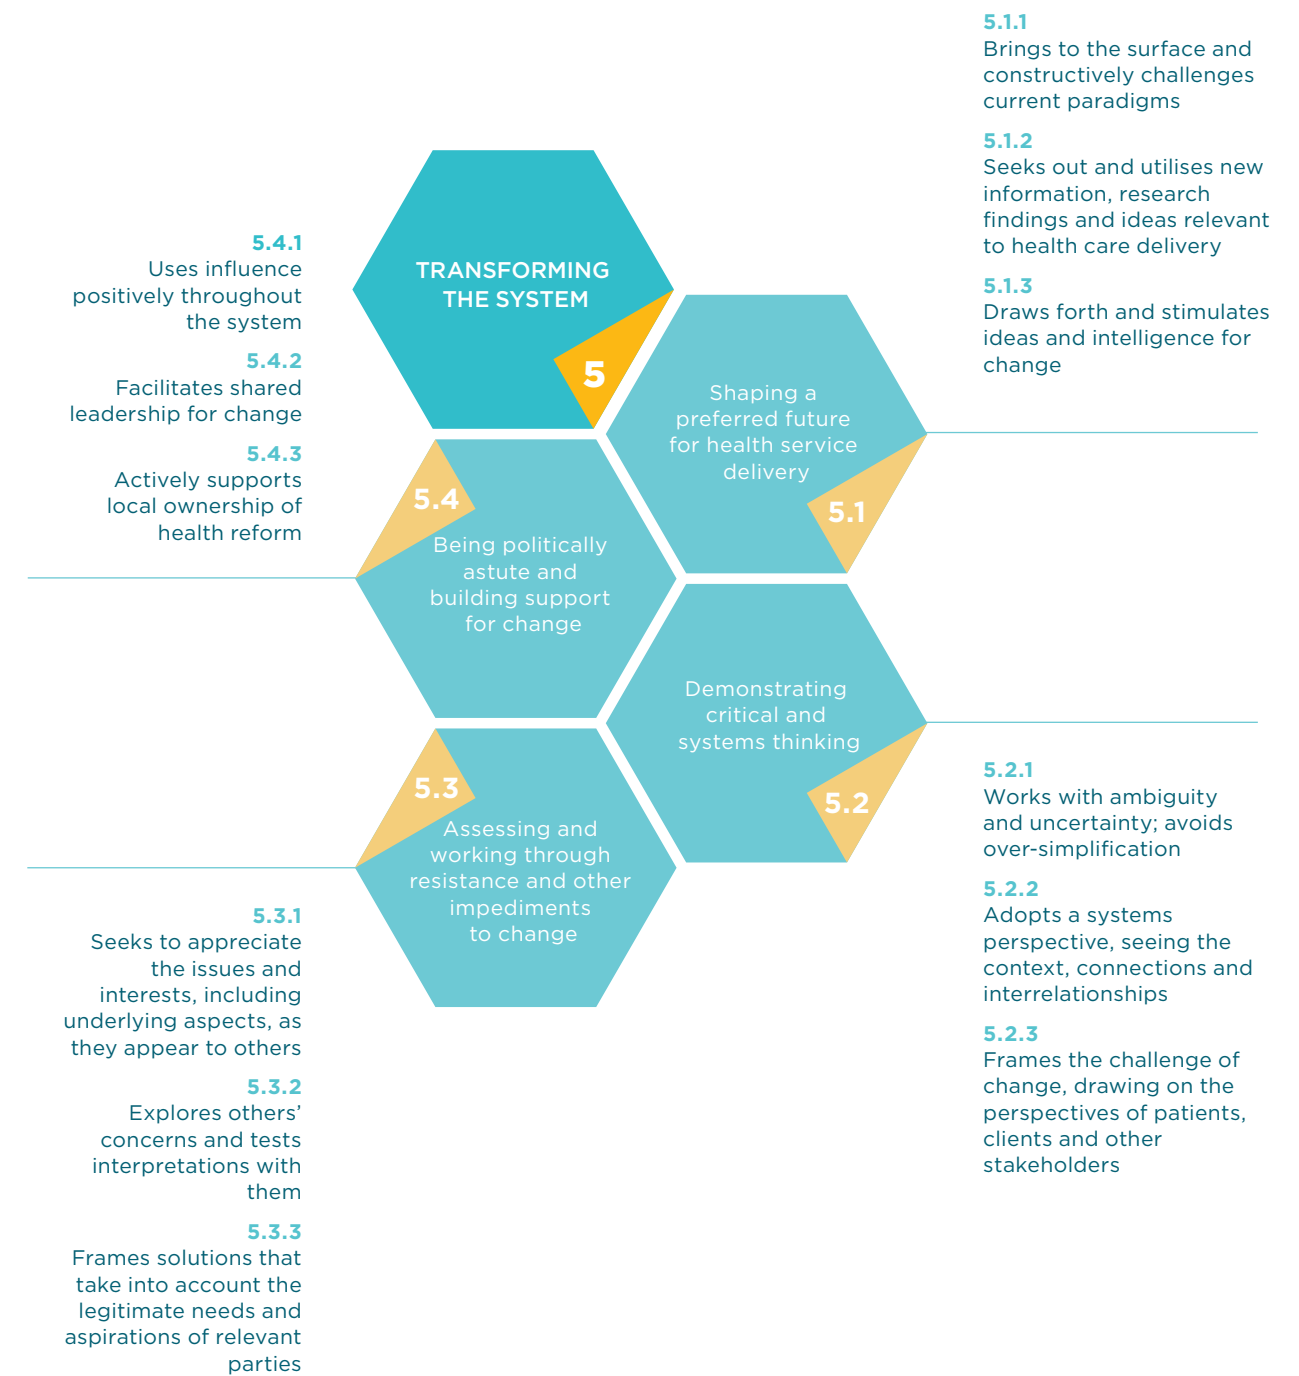 TRANSFORMING
THE SYSTEM
5
5.1.1
Brings to the surface and
constructively challenges
current paradigms
5.1.2
Seeks out and utilises new
information, research
findings and ideas relevant
to health care delivery
5.1.3
Draws forth and stimulates
ideas and intelligence for
change
Shaping a
preferred future
for health service
delivery
5.1
Demonstrating
critical and
systems thinking
5.2
5.2.1
Works with ambiguity
and uncertainty; avoids
over-simplification
5.2.2
Adopts a systems
perspective, seeing the
context, connections and
interrelationships
5.2.3
Frames the challenge of
change, drawing on the
perspectives of patients,
clients and other
stakeholders
5.3
Assessing and
working through
resistance and other
impediments
to change
5.3.1
Seeks to appreciate
the issues and
interests, including
underlying aspects, as
they appear to others
5.3.2
Explores others’
concerns and tests
interpretations with
them
5.3.3
Frames solutions that
take into account the
legitimate needs and
aspirations of relevant
parties
5.4
Being politically
astute and
building support
for change
5.4.1
Uses influence
positively throughout
the system
5.4.2
Facilitates shared
leadership for change
5.4.3
Actively supports
local ownership of
health reform